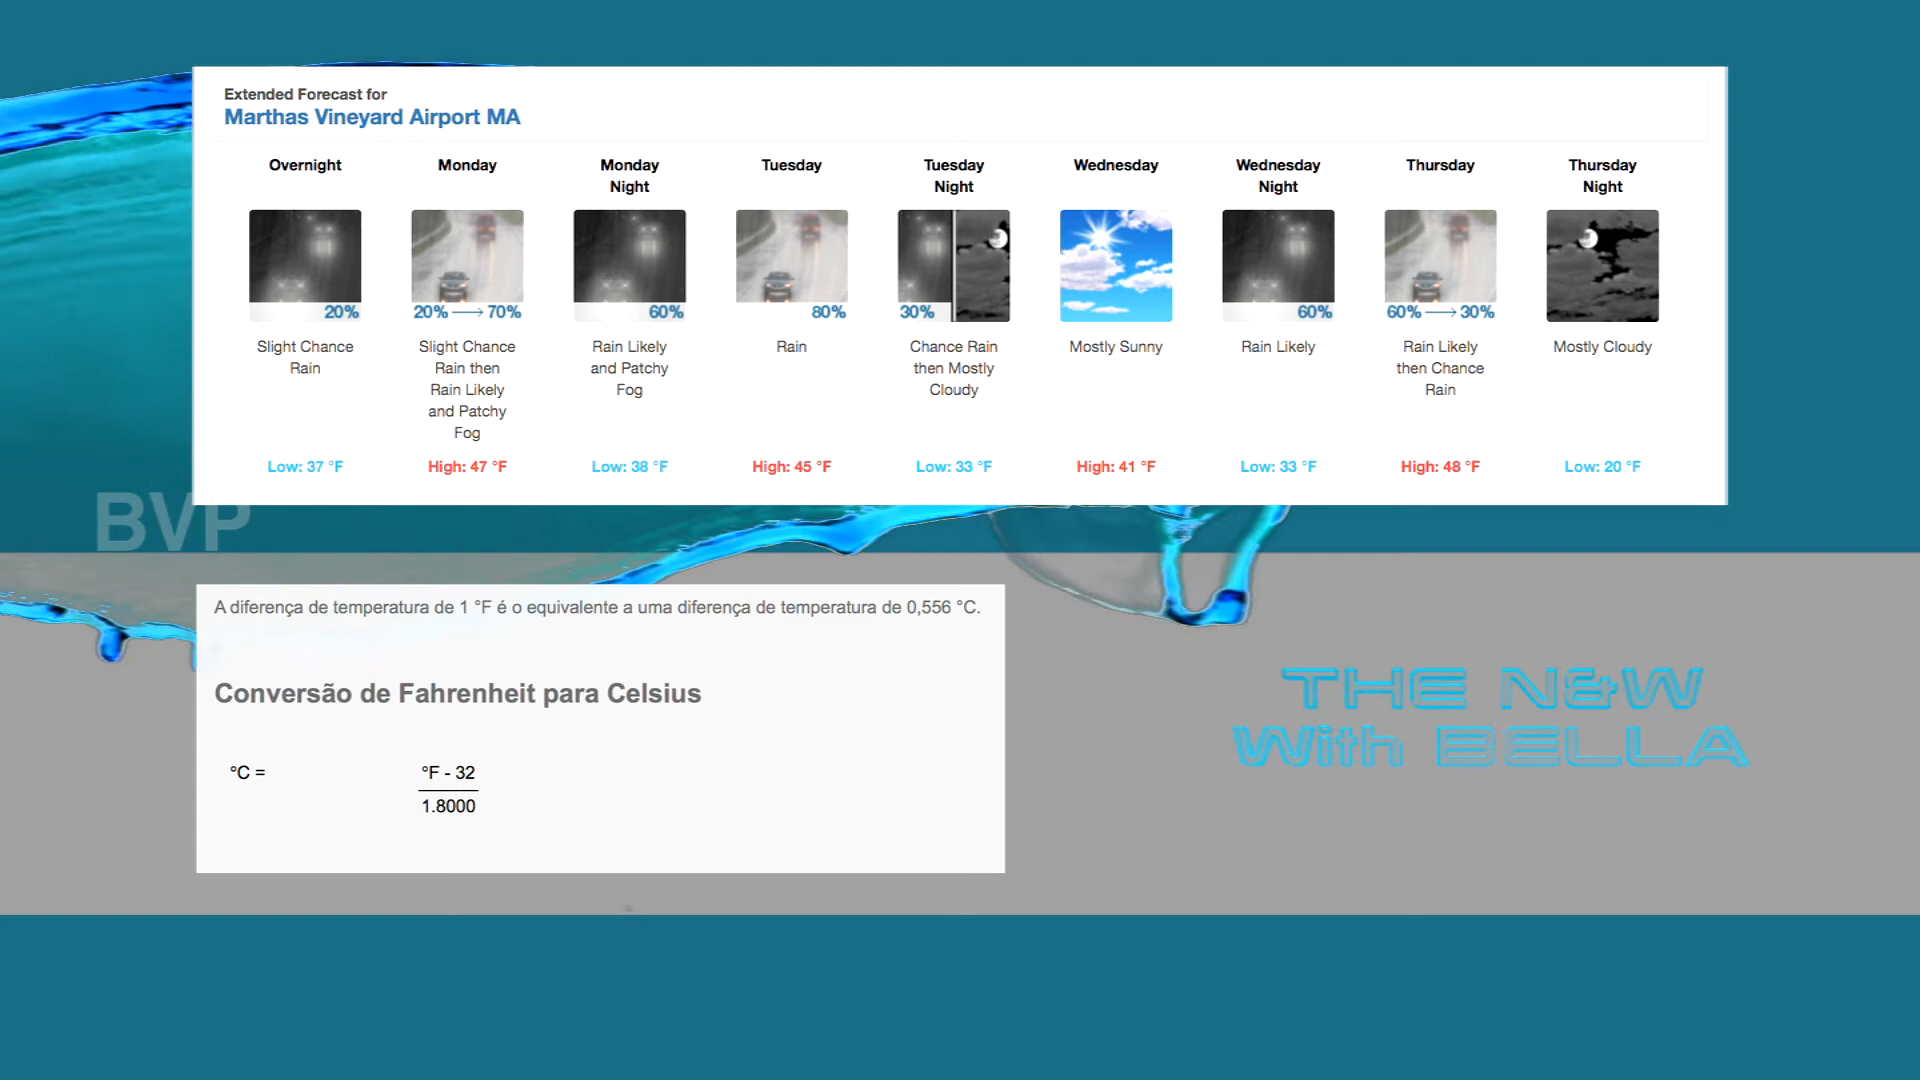 Extended Forecast for
Marthas Vineyard Airport MA
Overnight
Monday
Monday
Night
Tuesday
Tuesday
Night
Wednesday
Wednesday
Night
Thursday
Thursday
Night
20%
20% → 70%
60%
80%
30%
60%
60% → 30%
Slight Chance
Rain
Slight Chance
Rain then
Rain Likely
and Patchy
Fog
Rain Likely
and Patchy
Fog
Rain
Chance Rain
then Mostly
Cloudy
Mostly Sunny
Rain Likely
Rain Likely
then Chance
Rain
Mostly Cloudy
Low: 37 °F
High: 47 °F
Low: 38 °F
High: 45 °F
Low: 33 °F
High: 41 °F
Low: 33 °F
High: 48 °F
Low: 20 °F
BVP
A diferença de temperatura de 1 °F é o equivalente a uma diferença de temperatura de 0,556 °C.
Conversão de Fahrenheit para Celsius
°C =
°F - 32
1.8000
THE N&W
With BELLA